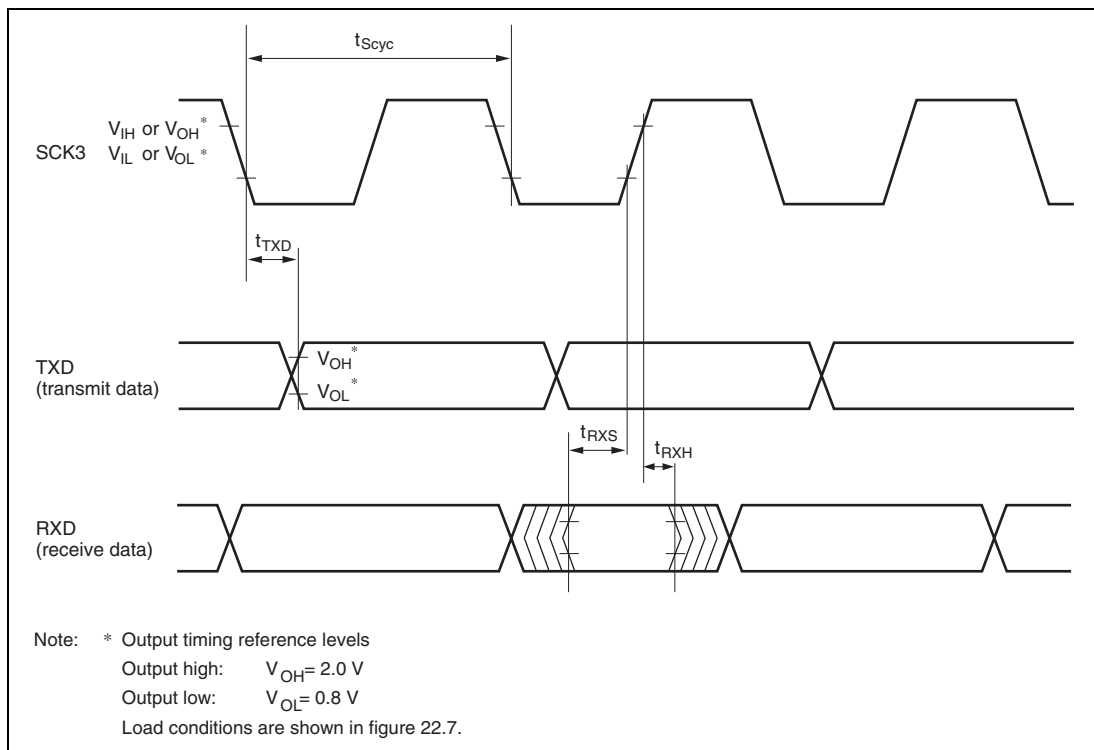 tScyc
VIH or VOH*
SCK3 VIL or VOL*
tTXD
TXD
(transmit data)
VOH*
VOL*
tRXS
tRXH
RXD
(receive data)
Note: * Output timing reference levels
Output high: VOH= 2.0 V
Output low: VOL= 0.8 V
Load conditions are shown in figure 22.7.